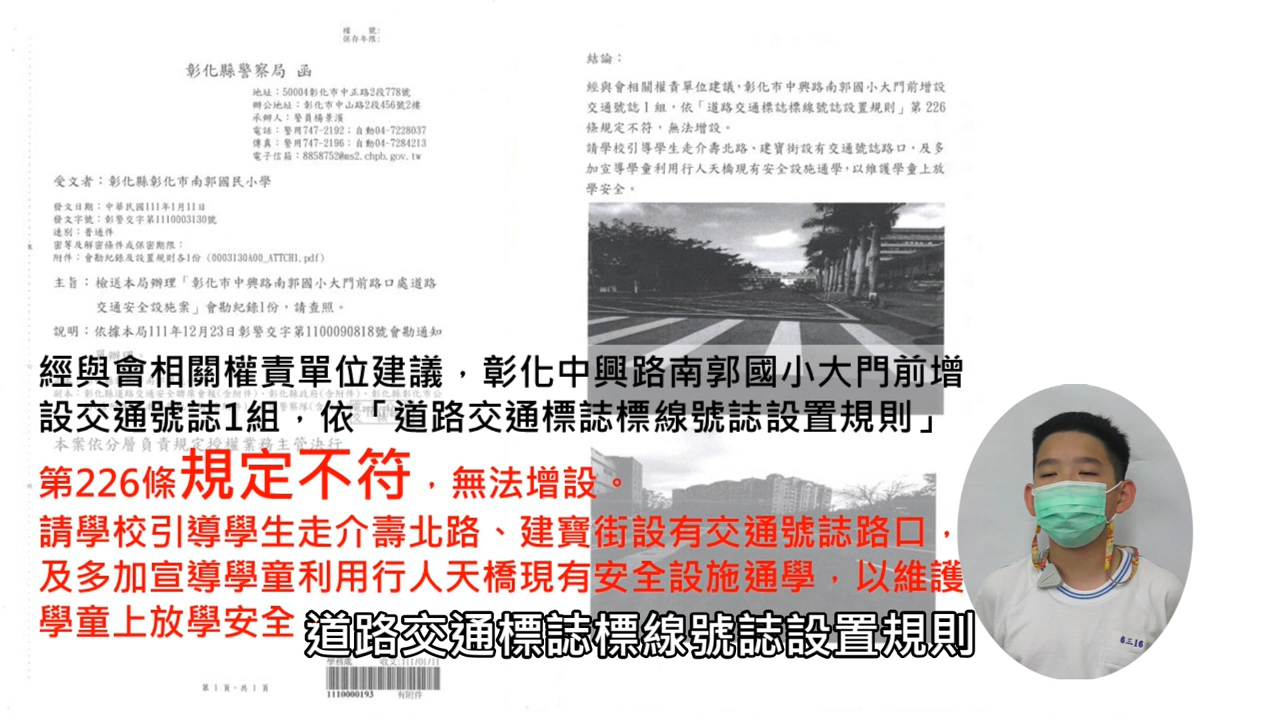 檔　號：
保存年限：
彰化縣警察局 函
地址：50004彰化市中正路2段778號
辦公地址：彰化市中山路2段456號2樓
承辦人：警員楊景濱
電話：警用747-2192；自動04-7228037
傳真：警用747-2196；自動04-7284213
電子信箱：8858752@ms2.chpb.gov.tw
受文者：彰化縣彰化市南郭國民小學
發文日期：中華民國111年1月11日
發文字號：彰警交字第1110003130號
速別：普通件
密等及解密條件或保密期限：
附件：會勘紀錄及設置規則各1份 (0003130A00_ATTCH1.pdf)
主旨：檢送本局辦理「彰化市中興路南郭國小大門前路口處道路
交通安全設施案」會勘紀錄1份，請查照。
說明：依據本局111年12月23日彰警交字第1100090818號會勘通知
本案依分層負責規定授權業務主管決行
學務處　收文:111/01/11
1110000193　有附件
第 1 頁，共 1 頁
結論：
經與會相關權責單位建議，彰化市中興路南郭國小大門前增設
交通號誌 1 組，依「道路交通標誌標線號誌設置規則」第 226
條規定不符，無法增設。
請學校引導學生走介壽北路、建寶街設有交通號誌路口，及多
加宣導學童利用行人天橋現有安全設施通學，以維護學童上放
學安全。
經與會相關權責單位建議，彰化中興路南郭國小大門前增
設交通號誌1組，依「道路交通標誌標線號誌設置規則」
第226條規定不符，無法增設。
請學校引導學生走介壽北路、建寶街設有交通號誌路口，
及多加宣導學童利用行人天橋現有安全設施通學，以維護
學童上放學安全
道路交通標誌標線號誌設置規則
6三16